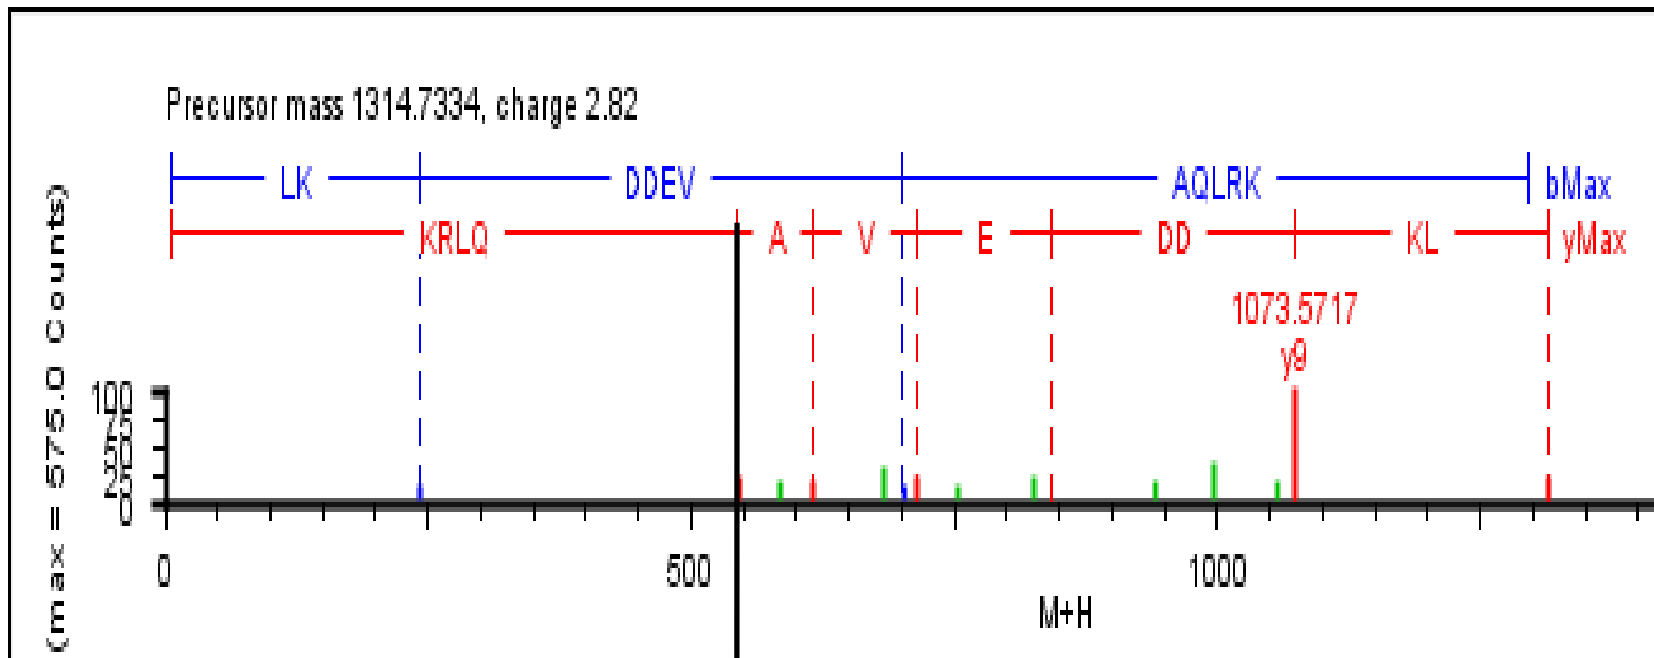 Precursor mass 1314.7334, charge 2.82
LK DDEV AQLRK bMax
KRLQ A V E DD KL yMax
1073.5717
y9
(max = 575.0 Counts)
100
0
0 500 1000
M+H